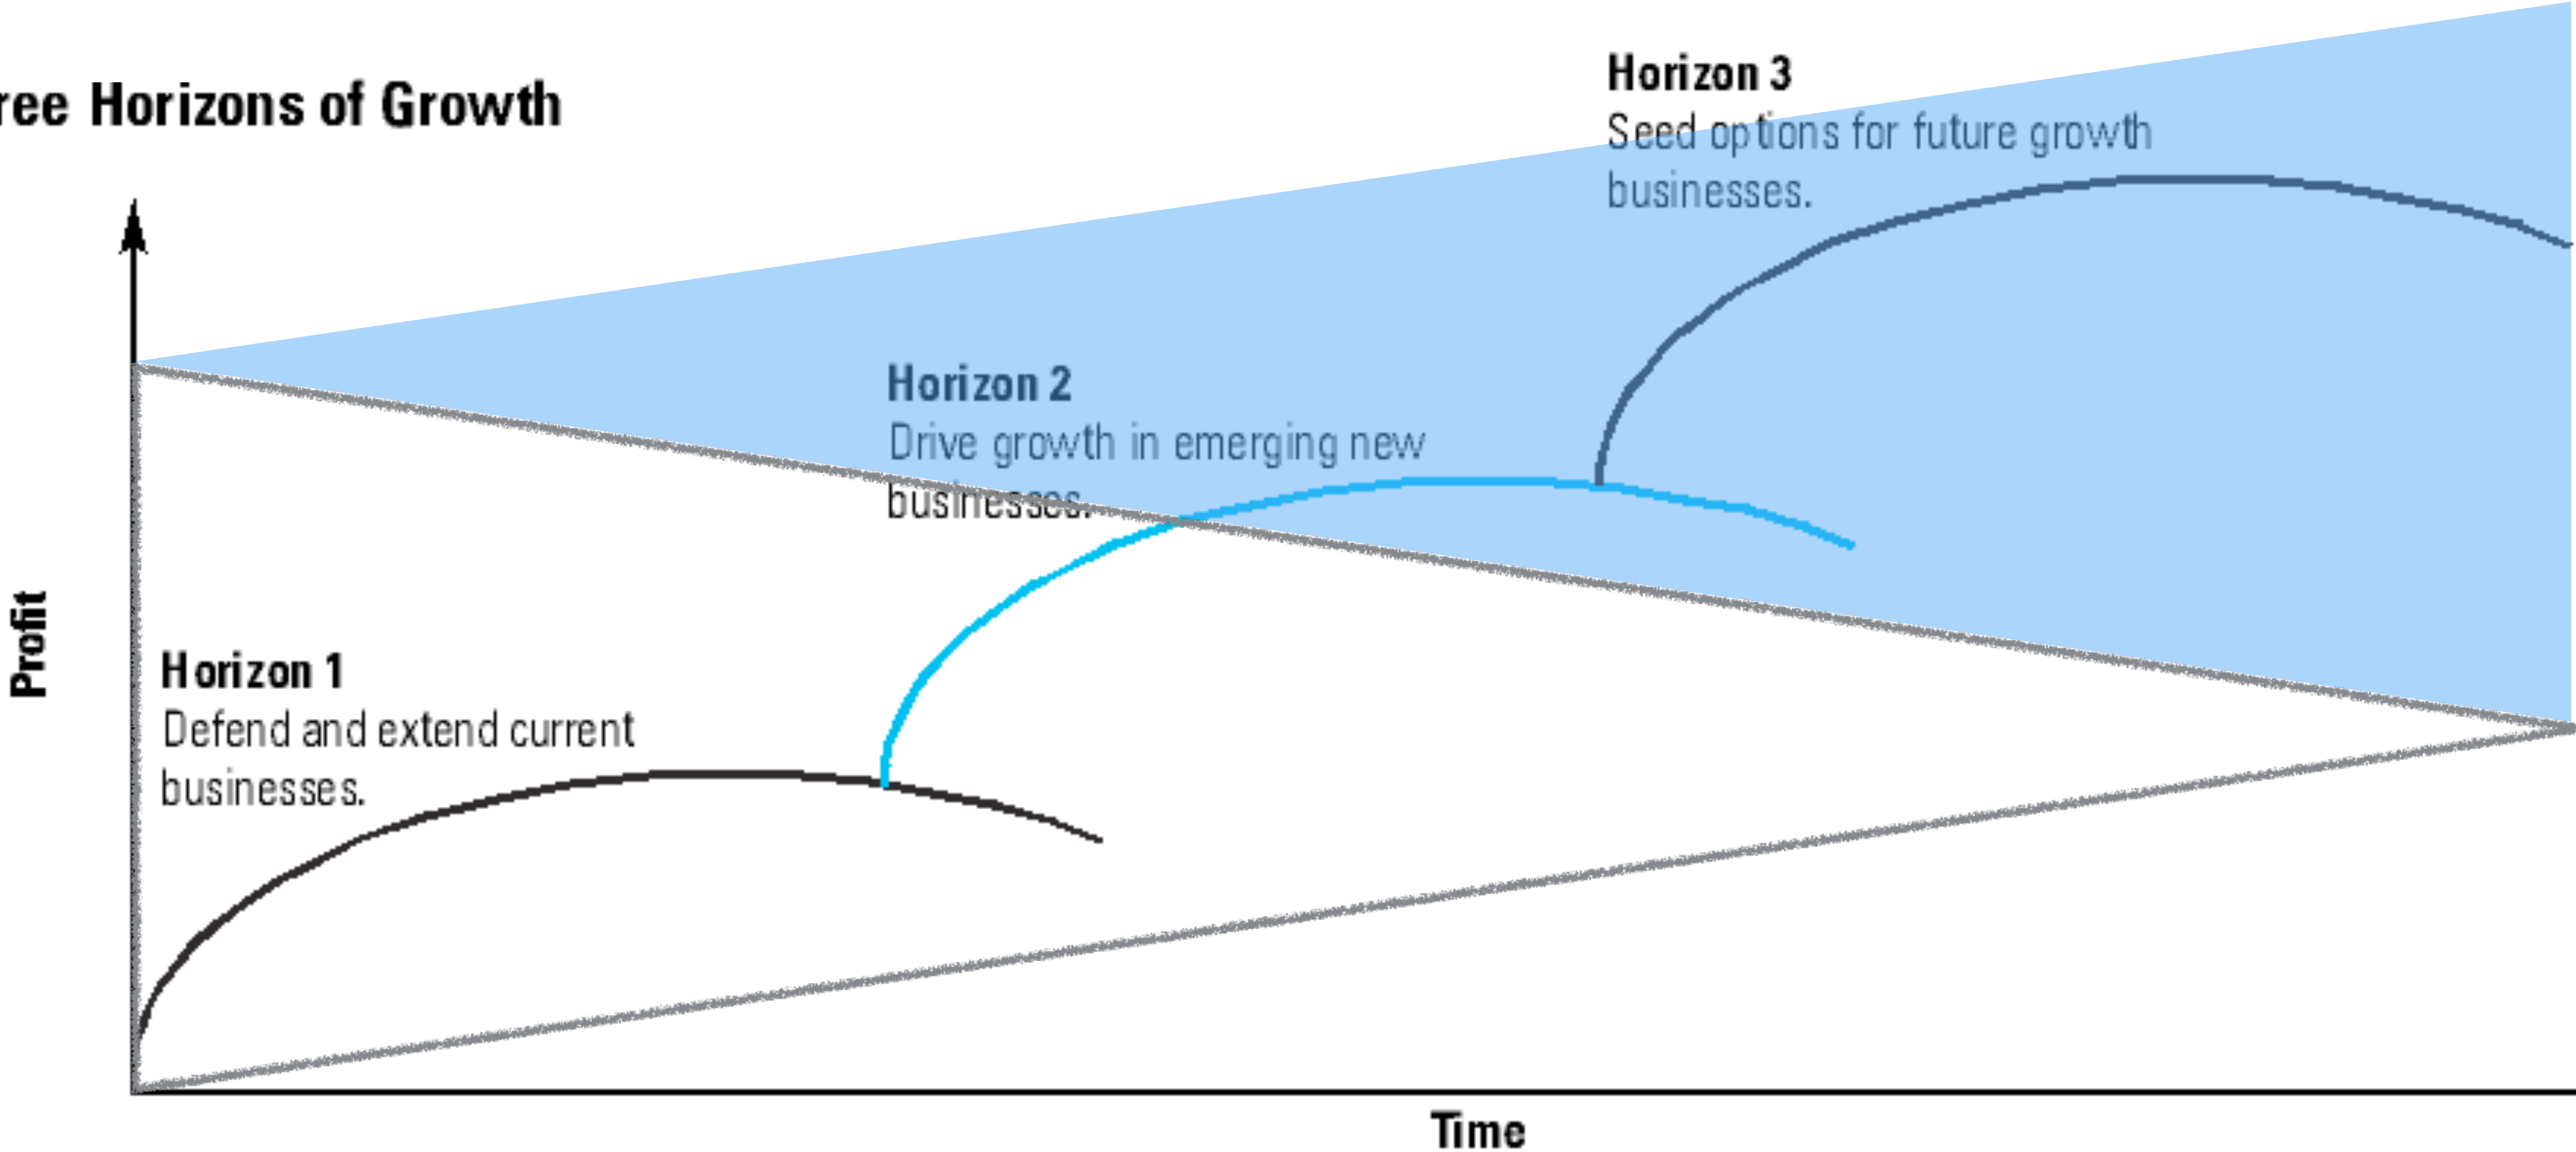 ree Horizons of Growth
Horizon 3
Seed options for future growth
businesses.
Horizon 2
Drive growth in emerging new
businesses.
Horizon 1
Defend and extend current
businesses.
Profit
Time